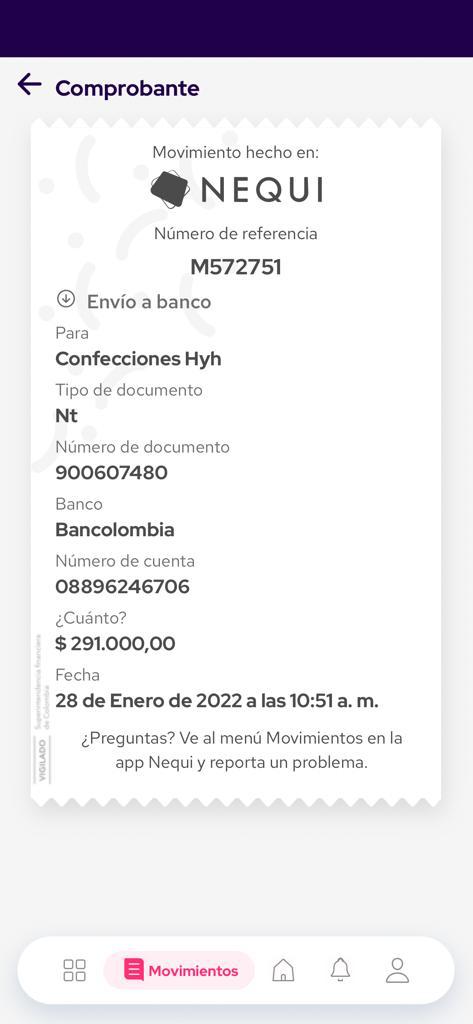 Comprobante
Movimiento hecho en:
NEQUI
Número de referencia
M572751
Envío a banco
Para
Confecciones Hyh
Tipo de documento
Nt
Número de documento
900607480
Banco
Bancolombia
Número de cuenta
08896246706
¿Cuánto?
$ 291.000,00
Fecha
28 de Enero de 2022 a las 10:51 a. m.
¿Preguntas? Ve al menú Movimientos en la
app Nequi y reporta un problema.
VIGILADO
Superintendencia financiera
de Colombia
Movimientos